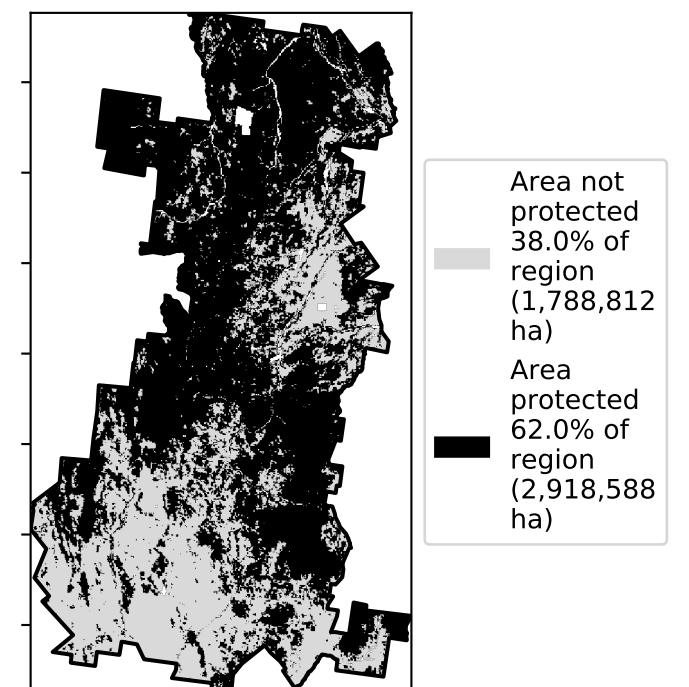 Area not
protected
38.0% of
region
(1,788,812
ha)
Area
protected
62.0% of
region
(2,918,588
ha)